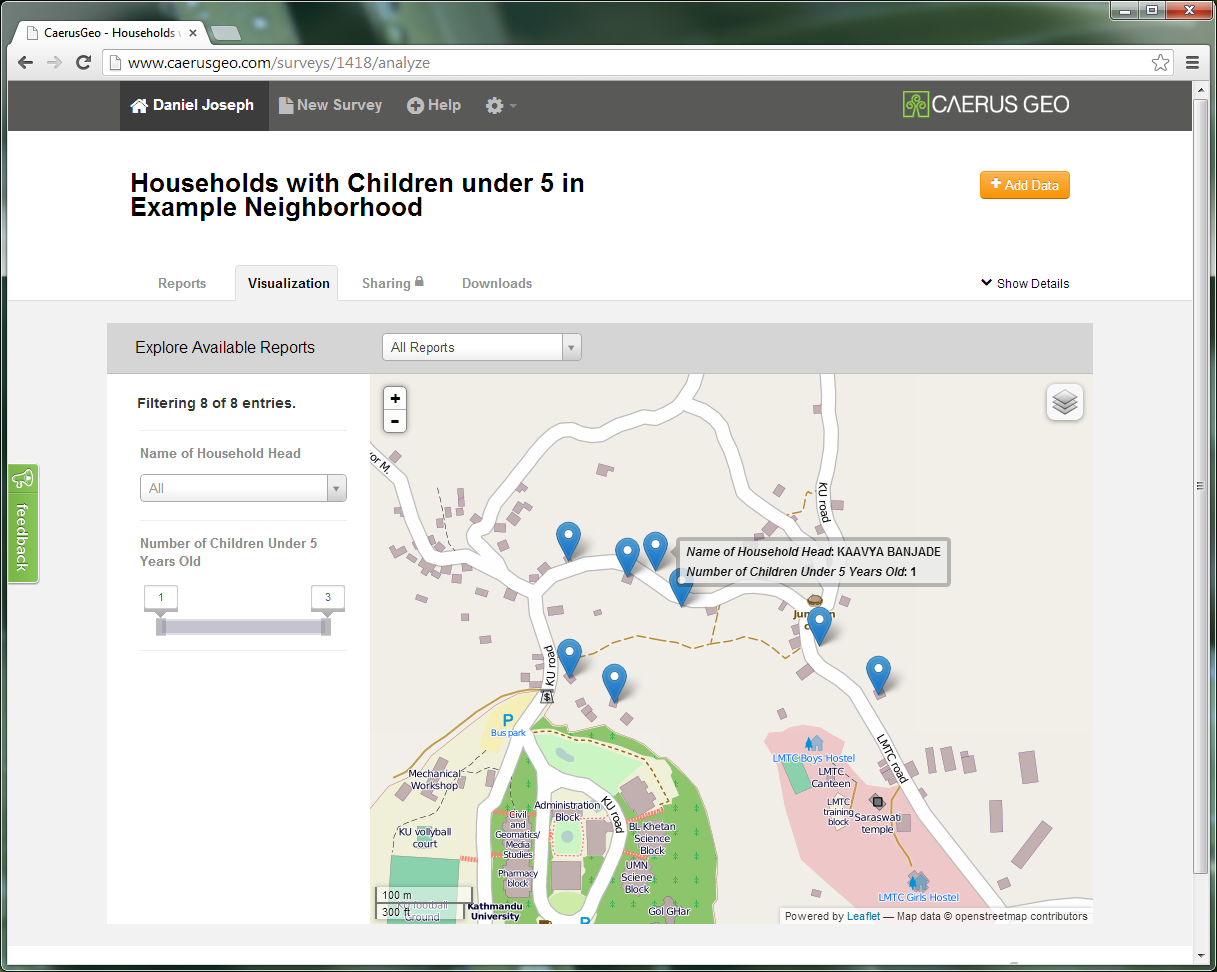 CaerusGeo - Households
www.caerusgeo.com/surveys/1418/analyze
Daniel Joseph
New Survey
Help
CAERUS GEO
Households with Children under 5 in
Example Neighborhood
Add Data
Reports
Visualization
Sharing
Downloads
Show Details
Explore Available Reports
All Reports
Filtering 8 of 8 entries.
Name of Household Head
All
Number of Children Under 5
Years Old
1
3
feedback
+
-
KU road
Name of Household Head: KAAVYA BANJADE
Number of Children Under 5 Years Old: 1
KU road
$
P
Bus park
LMTC road
LMTC Boys Hostel
LMTC
Canteen
LMTC
training
block
Saraswati
temple
LMTC Girls Hostel
Mechanical
Workshop
KU vollyball
court
Administration
Block
KU road
Civil
and
Geomatics/
Media
Studies
Pharmacy
block
BL Khetan
Science
Block
UMN
Sciene
Block
Gol GHar
Kathmandu
University
P
football
Ground
100 m
300 ft
Powered by Leaflet — Map data © openstreetmap contributors